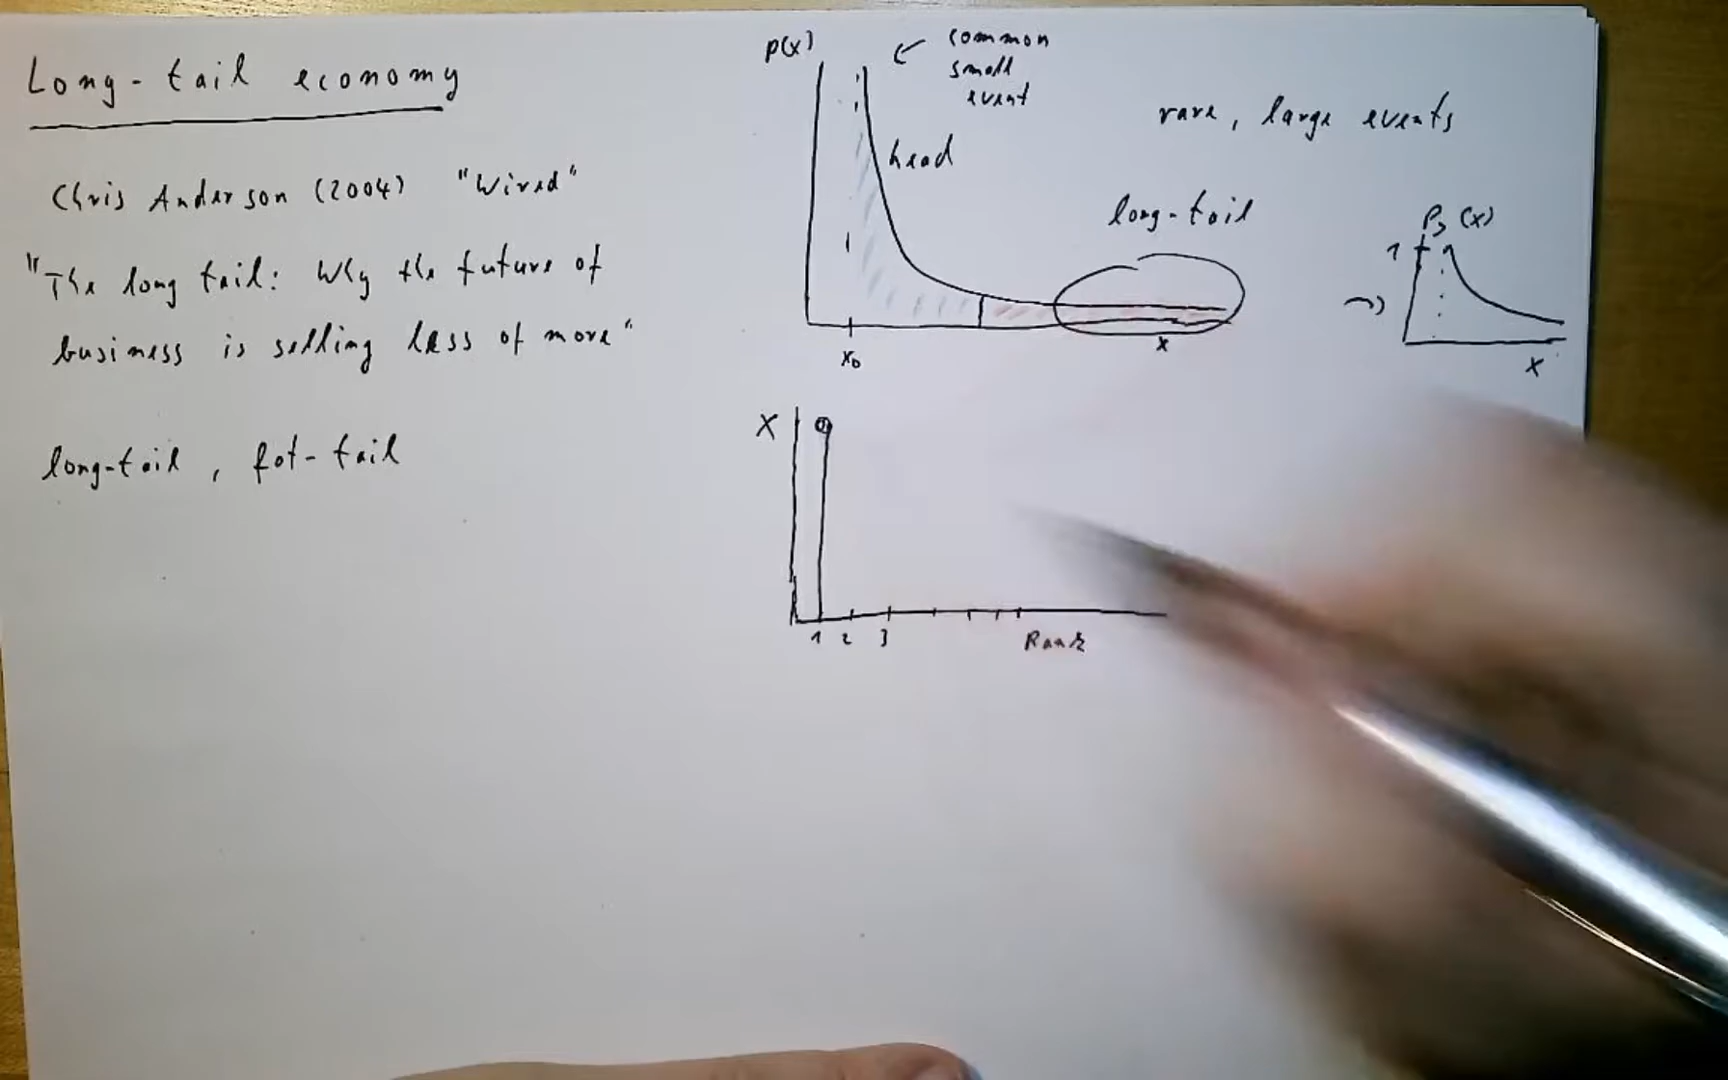 Long-tail economy
Chris Anderson (2004) "Wired"
"The long tail: Why the future of
business is selling less of more"
long-tail, fat-tail
p(x)
common
small
event
head
rare, large events
long-tail
x₀
x
P> (x)
1
x
X
1 2 3
Rank